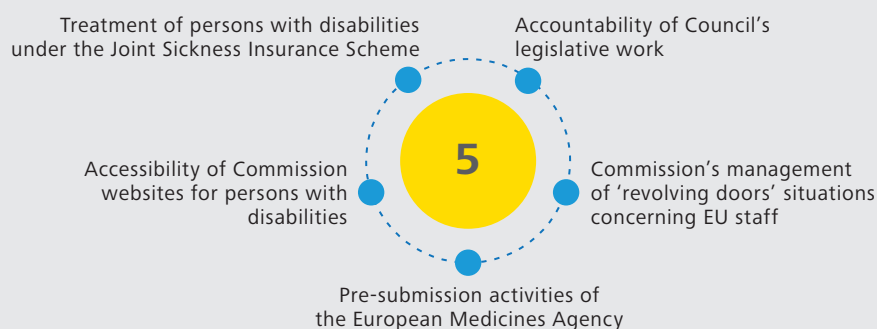 Treatment of persons with disabilities
under the Joint Sickness Insurance Scheme
Accountability of Council’s
legislative work
5
Accessibility of Commission
websites for persons with
disabilities
Commission’s management
of ‘revolving doors’ situations
concerning EU staff
Pre-submission activities of
the European Medicines Agency